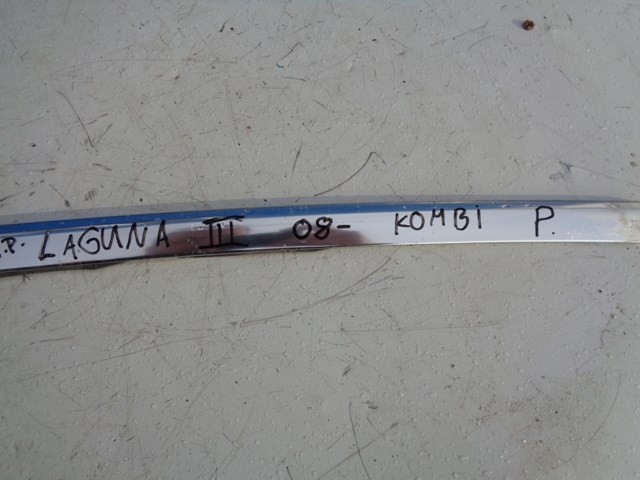 P. LAGUNA III 08- KOMBI P.